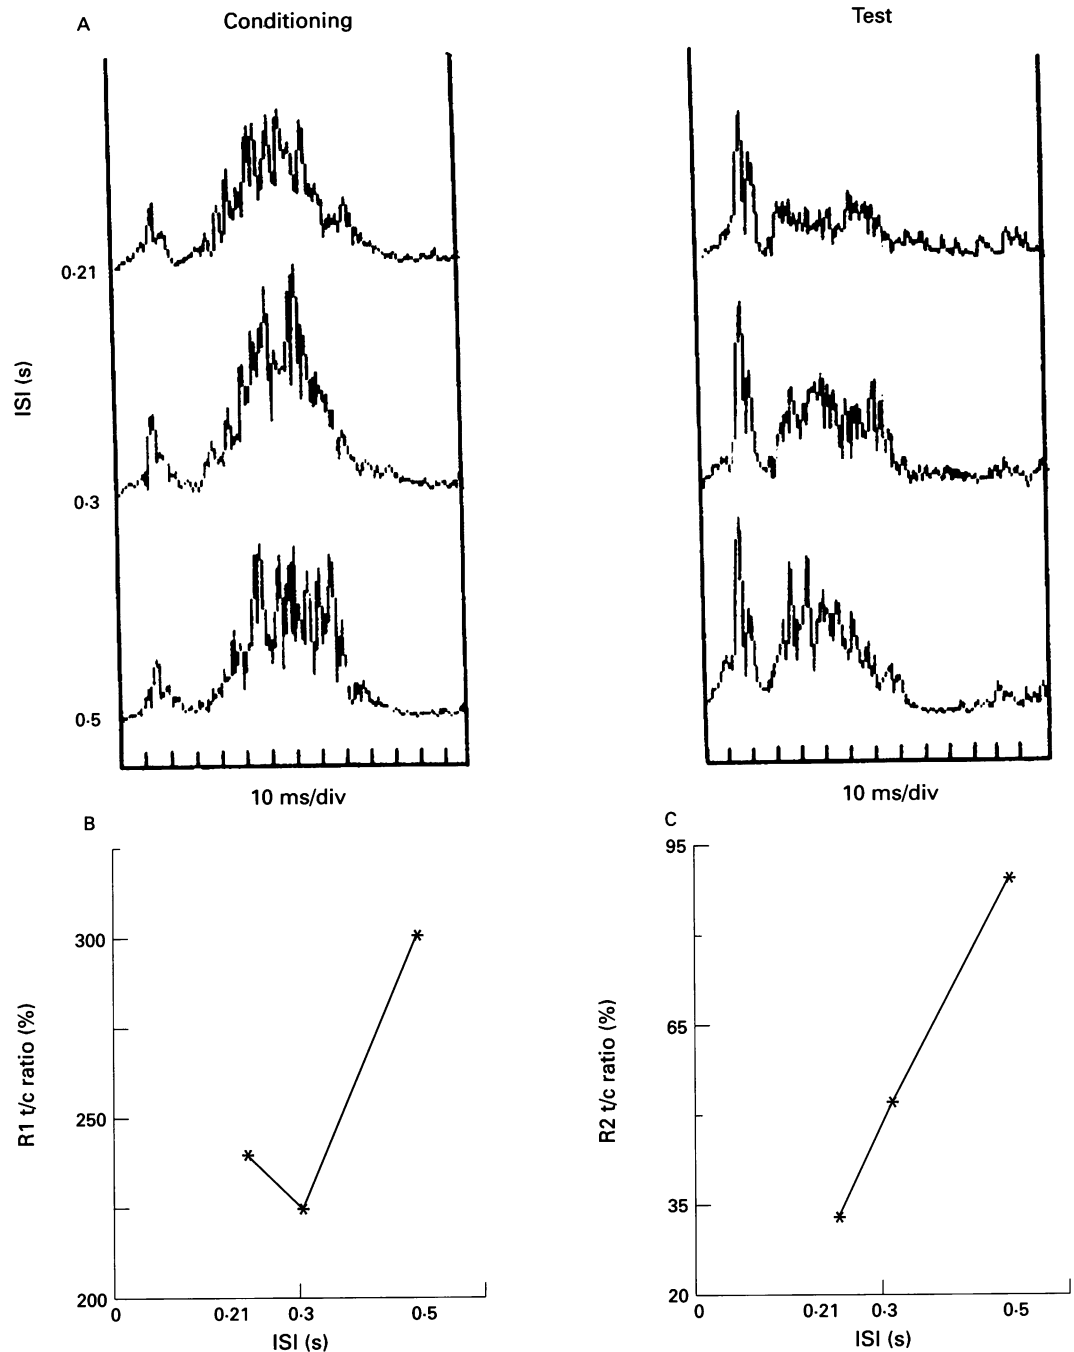 A
Conditioning
Test
ISI (s)
0·21
0·3
0·5
10 ms/div
10 ms/div
B
R1 t/c ratio (%)
300
250
200
0
0·21
0·3
0·5
ISI (s)
C
R2 t/c ratio (%)
95
65
35
20
0
0·21
0·3
0·5
ISI (s)